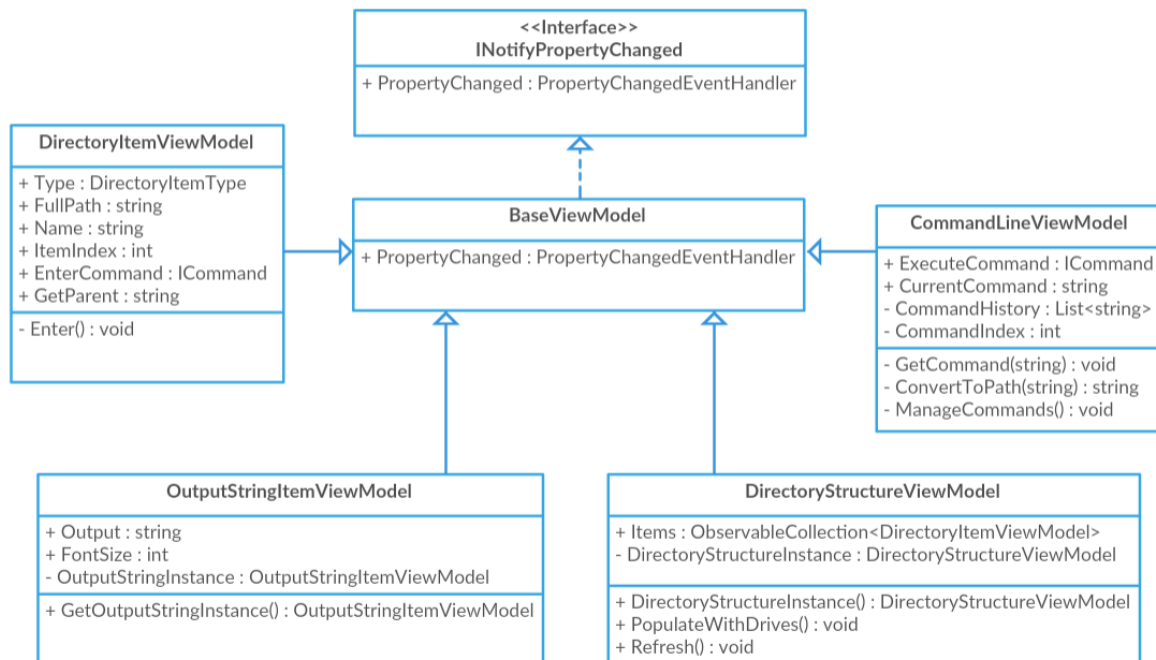 <<Interface>>
INotifyPropertyChanged
+ PropertyChanged : PropertyChangedEventHandler
DirectoryItemViewModel
+ Type : DirectoryItemType
+ FullPath : string
+ Name : string
+ ItemIndex : int
+ EnterCommand : ICommand
+ GetParent : string
- Enter() : void
BaseViewModel
+ PropertyChanged : PropertyChangedEventHandler
CommandLineViewModel
+ ExecuteCommand : ICommand
+ CurrentCommand : string
- CommandHistory : List<string>
- CommandIndex : int
- GetCommand(string) : void
- ConvertToPath(string) : string
- ManageCommands() : void
OutputStringItemViewModel
+ Output : string
+ FontSize : int
- OutputStringInstance : OutputStringItemViewModel
+ GetOutputStringInstance() : OutputStringItemViewModel
DirectoryStructureViewModel
+ Items : ObservableCollection<DirectoryItemViewModel>
- DirectoryStructureInstance : DirectoryStructureViewModel
+ DirectoryStructureInstance() : DirectoryStructureViewModel
+ PopulateWithDrives() : void
+ Refresh() : void